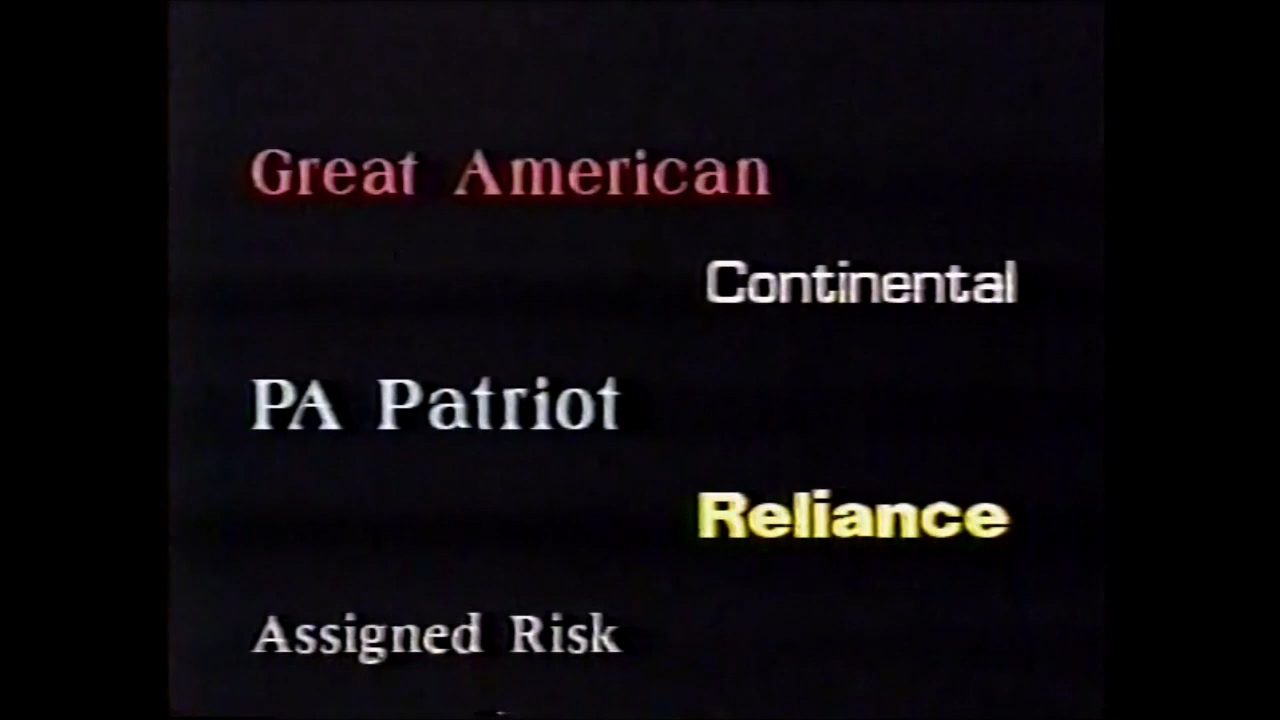 Great American
Continental
PA Patriot
Reliance
Assigned Risk